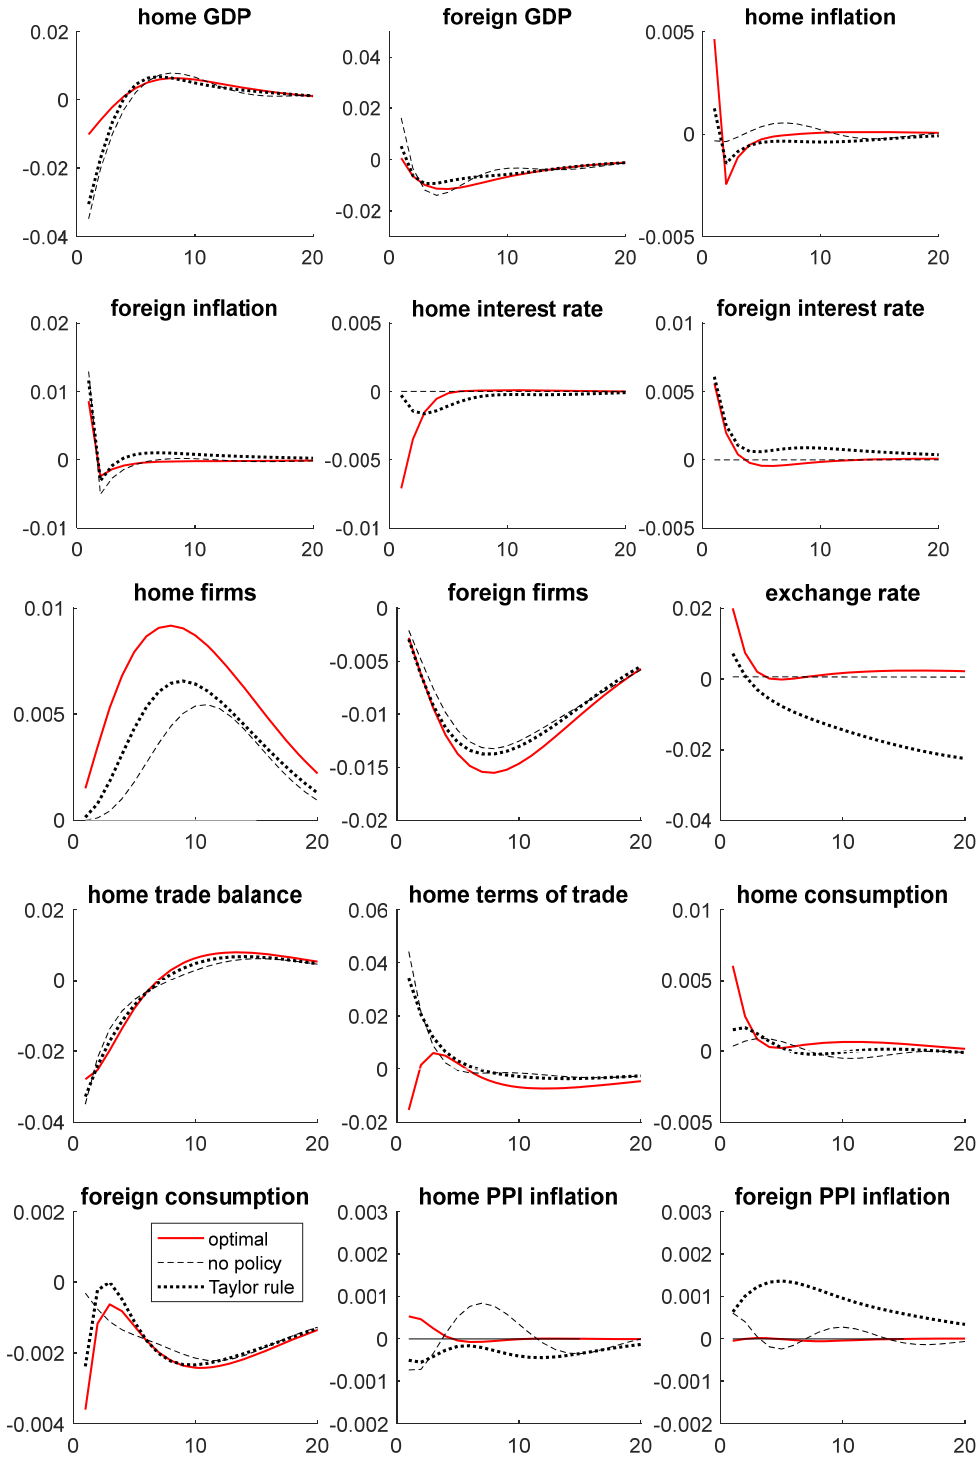 home GDP
foreign GDP
home inflation
0.02
0
-0.02
-0.04
0 10 20
0.04
0.02
0
-0.02
0 10 20
0.005
0
-0.005
0 10 20
foreign inflation
home interest rate
foreign interest rate
0.02
0.01
0
-0.01
0 10 20
0.005
0
-0.005
-0.01
0 10 20
0.01
0.005
0
-0.005
0 10 20
home firms
foreign firms
exchange rate
0.01
0.005
0
0 10 20
0
-0.005
-0.01
-0.015
-0.02
0 10 20
0.02
0
-0.02
-0.04
0 10 20
home trade balance
home terms of trade
home consumption
0.02
0
-0.02
-0.04
0 10 20
0.06
0.04
0.02
0
-0.02
0 10 20
0.01
0.005
0
-0.005
0 10 20
foreign consumption
home PPI inflation
foreign PPI inflation
0.002
0
-0.002
-0.004
0 10 20
optimal
no policy
Taylor rule
0.003
0.002
0.001
0
-0.001
-0.002
0 10 20
0.003
0.002
0.001
0
-0.001
-0.002
0 10 20